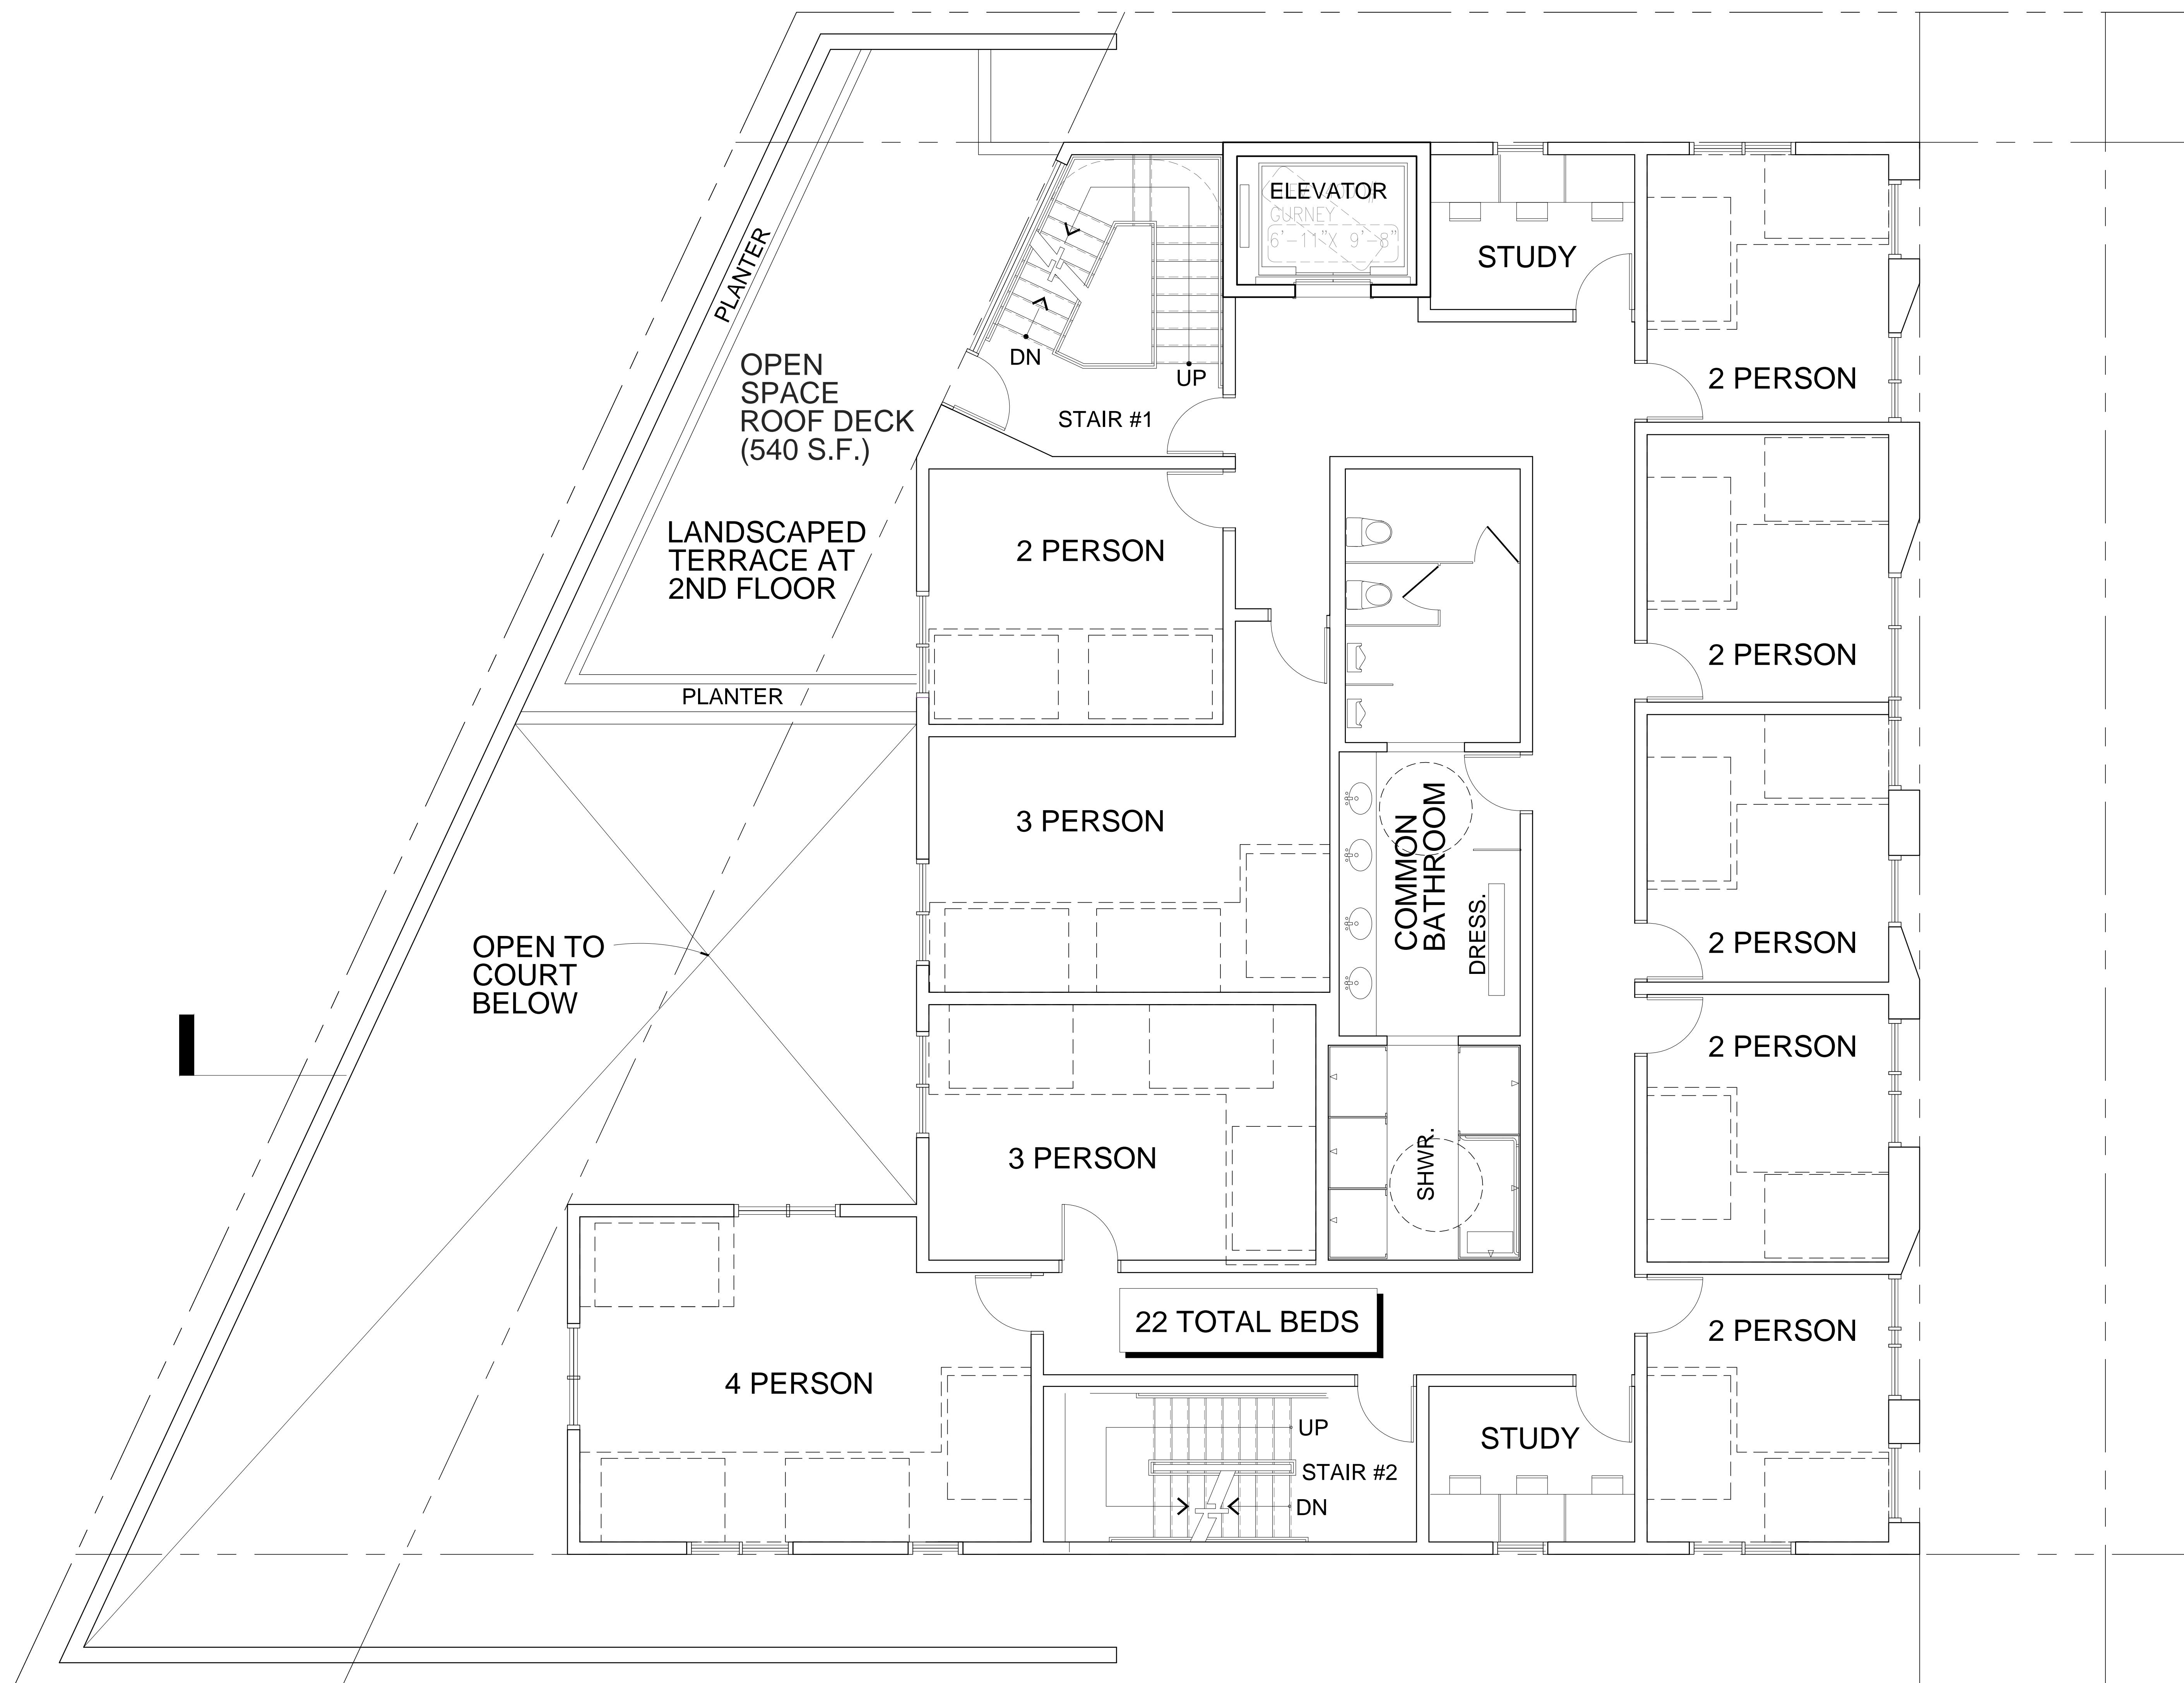 ELEVATOR
GURNEY
6'-11"X 9'-8"
STUDY
PLANTER
DN
UP
STAIR #1
OPEN
SPACE
ROOF DECK
(540 S.F.)
2 PERSON
LANDSCAPED
TERRACE AT
2ND FLOOR
2 PERSON
2 PERSON
PLANTER
3 PERSON
COMMON
BATHROOM
DRESS.
2 PERSON
OPEN TO
COURT
BELOW
2 PERSON
3 PERSON
SHWR.
22 TOTAL BEDS
2 PERSON
4 PERSON
UP
STAIR #2
DN
STUDY